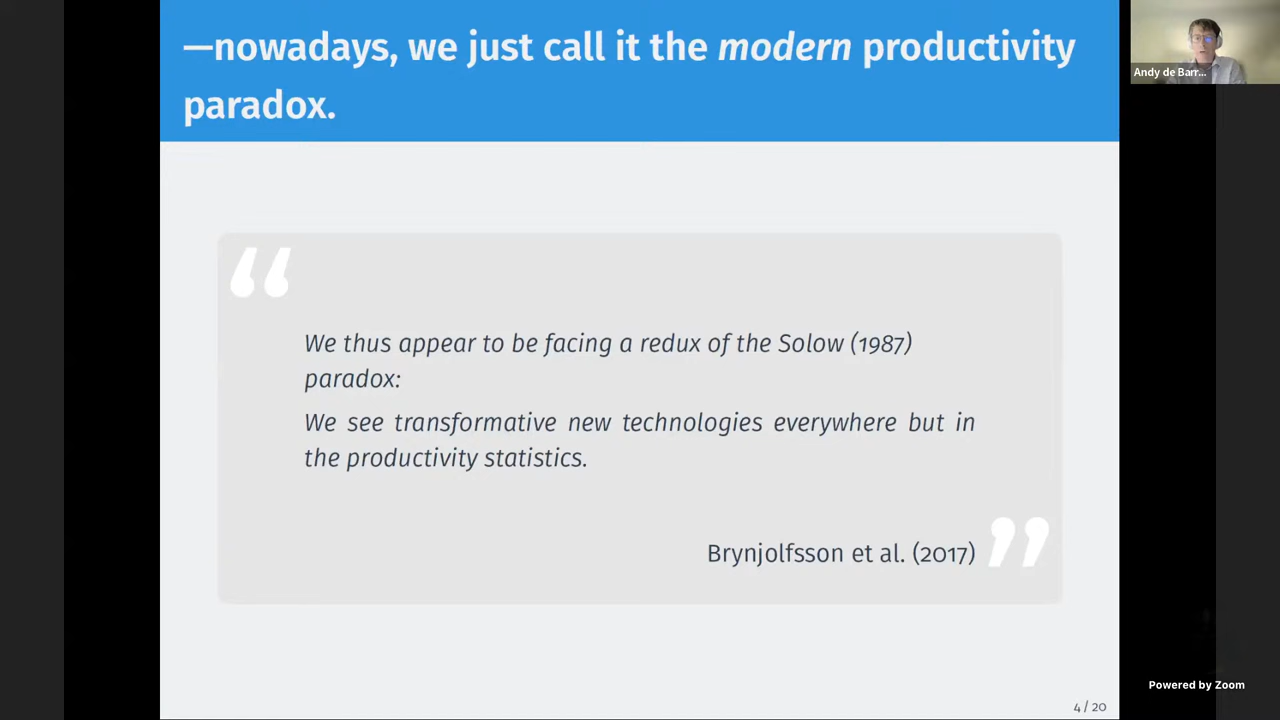 —nowadays, we just call it the modern productivity
paradox.
Andy de Barr...
“
We thus appear to be facing a redux of the Solow (1987)
paradox:
We see transformative new technologies everywhere but in
the productivity statistics.
Brynjolfsson et al. (2017)
”
Powered by Zoom
4 / 20